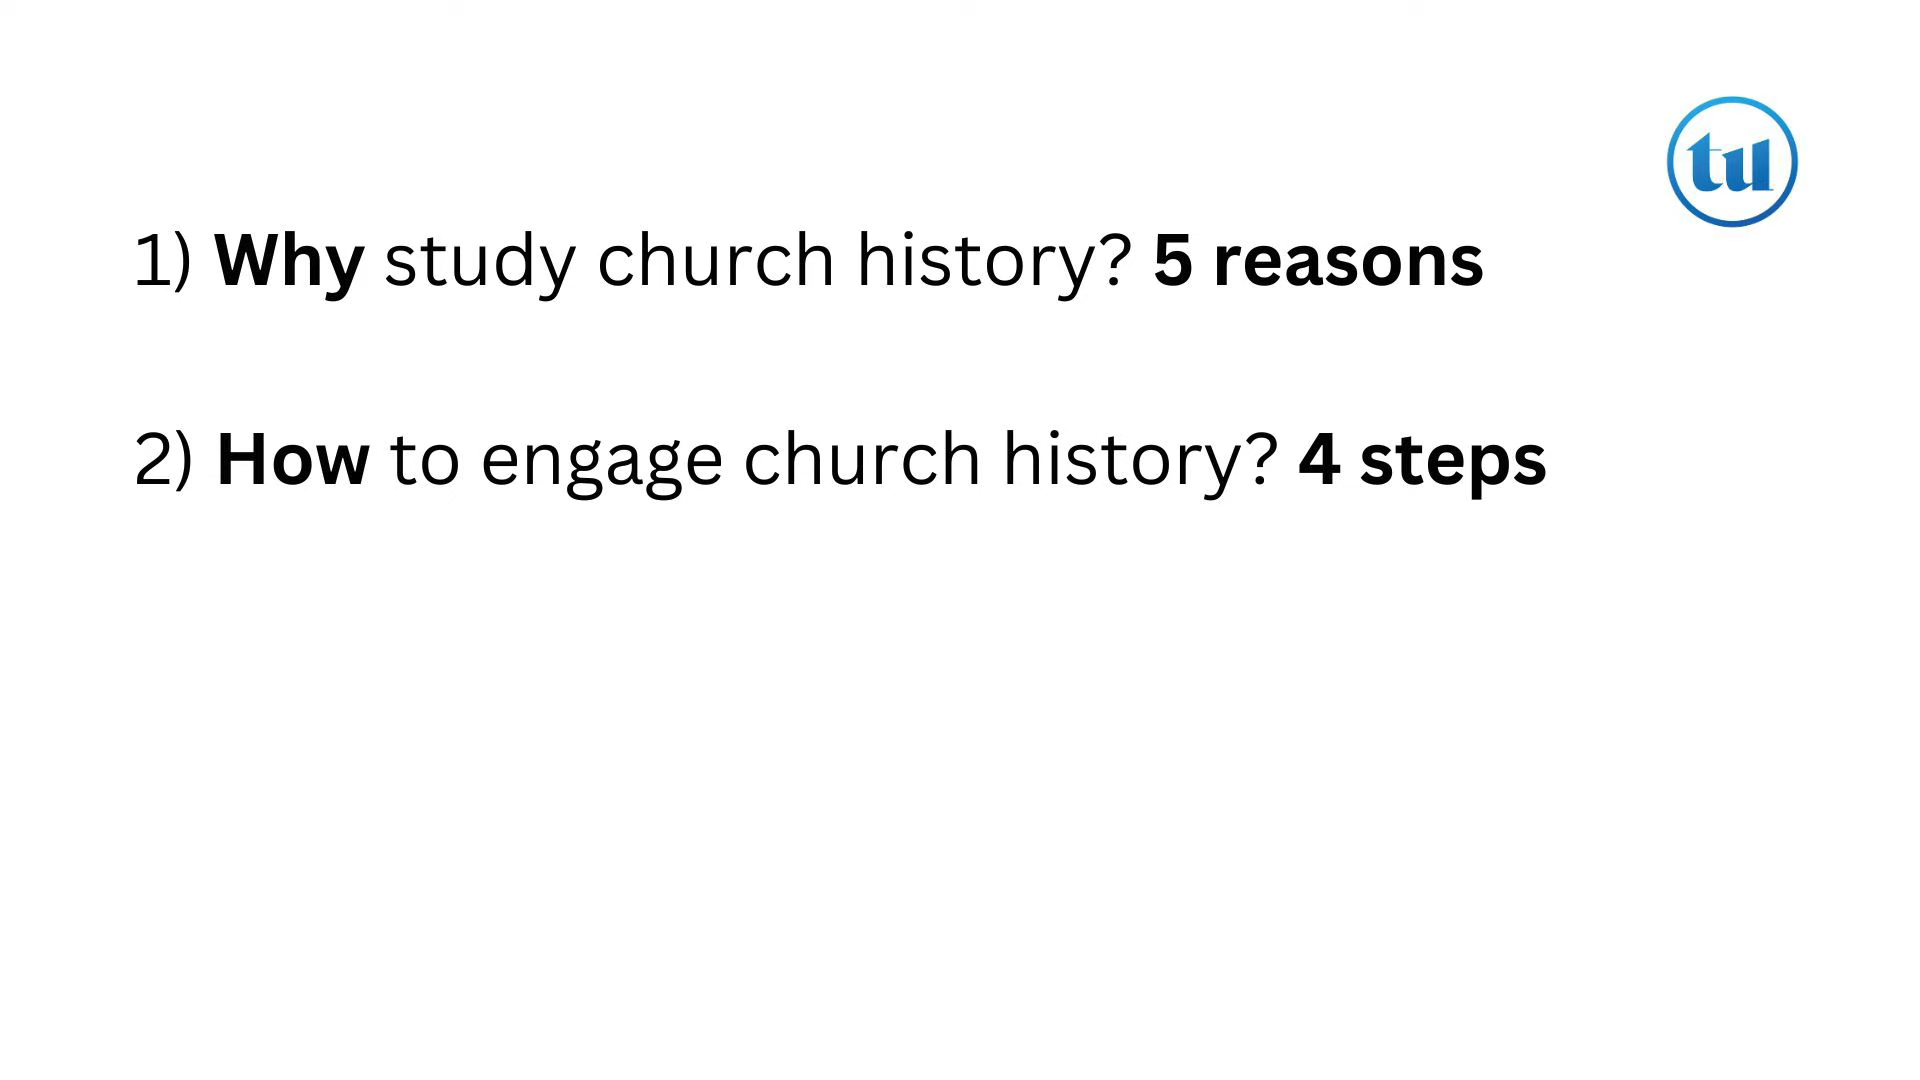 tu
1) Why study church history? 5 reasons
2) How to engage church history? 4 steps